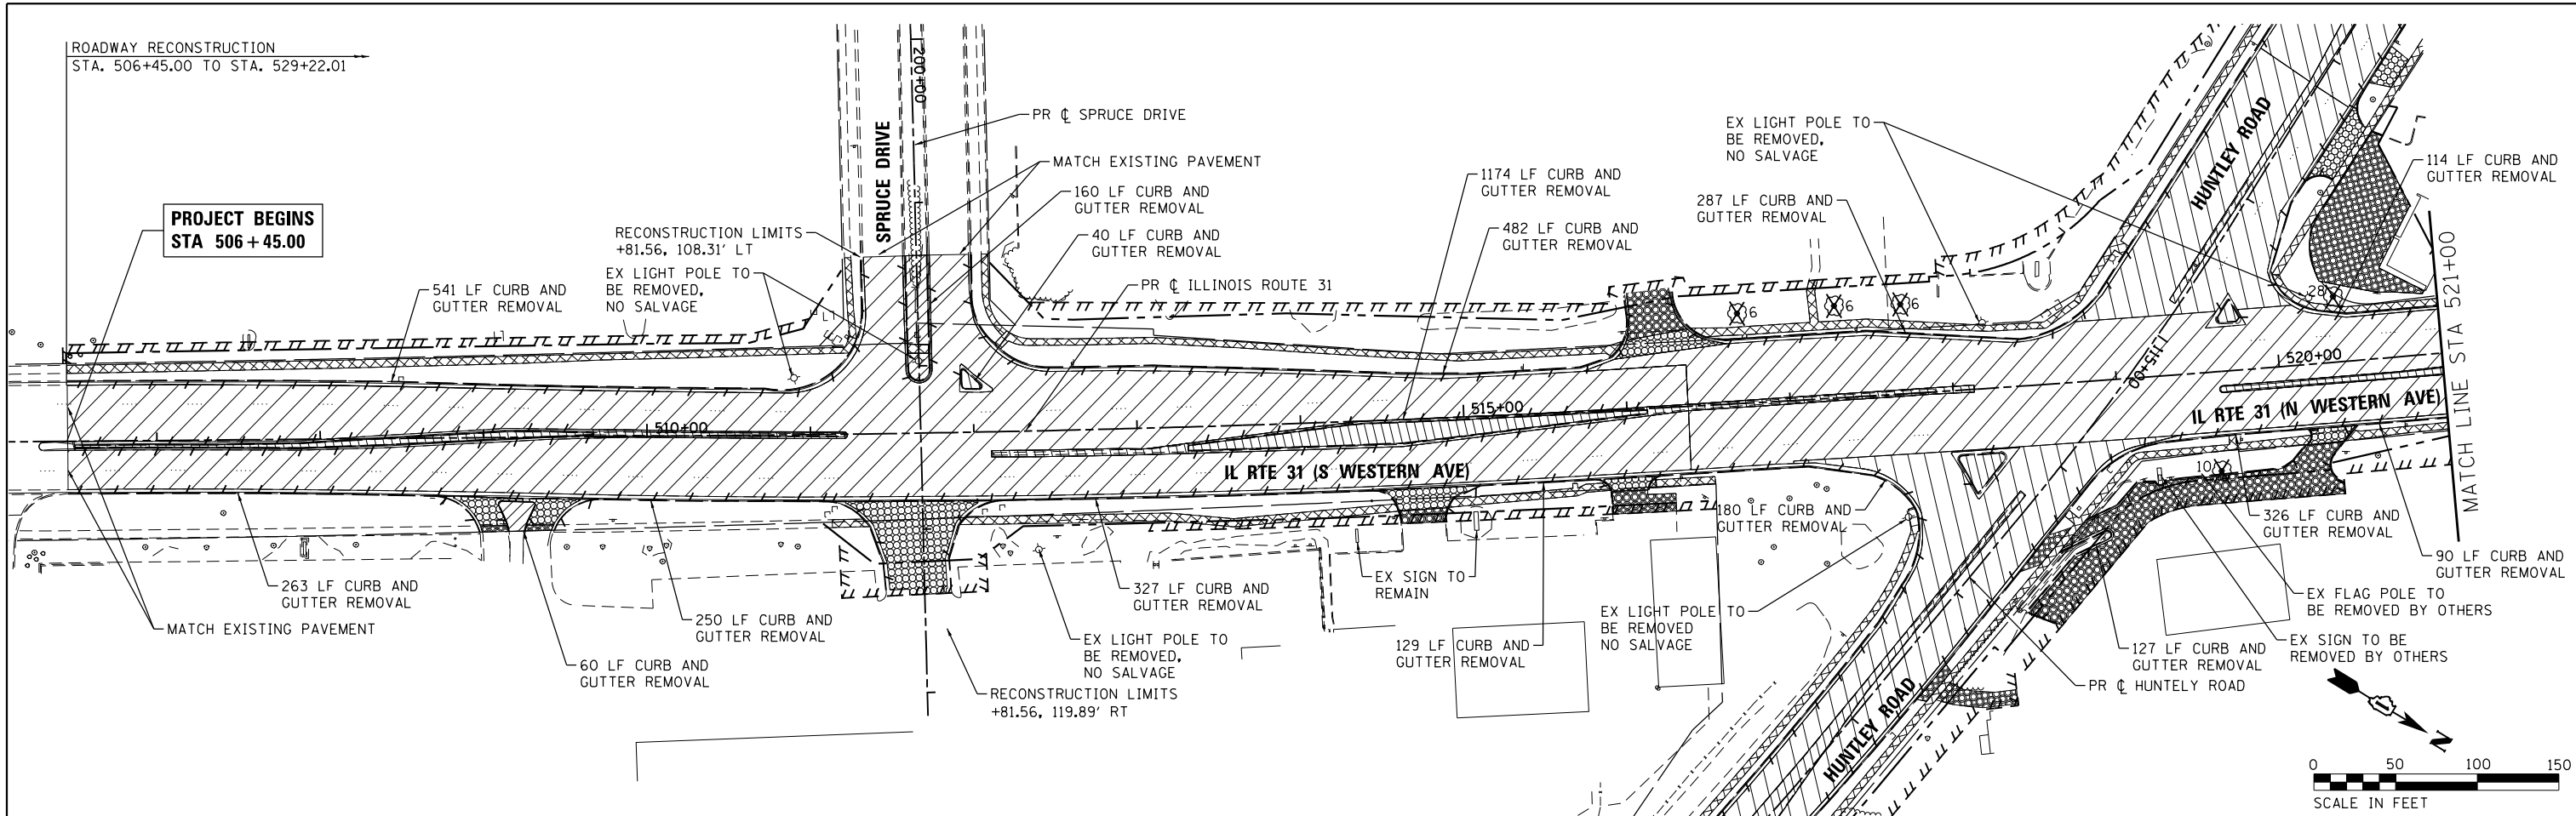 ROADWAY RECONSTRUCTION
STA. 506+45.00 TO STA. 529+22.01
PROJECT BEGINS
STA 506+45.00
541 LF CURB AND
GUTTER REMOVAL
RECONSTRUCTION LIMITS
+81.56, 108.31' LT
EX LIGHT POLE TO
BE REMOVED,
NO SALVAGE
SPRUCE DRIVE
200+00
PR ℄ SPRUCE DRIVE
MATCH EXISTING PAVEMENT
160 LF CURB AND
GUTTER REMOVAL
40 LF CURB AND
GUTTER REMOVAL
PR ℄ ILLINOIS ROUTE 31
1174 LF CURB AND
GUTTER REMOVAL
482 LF CURB AND
GUTTER REMOVAL
EX LIGHT POLE TO
BE REMOVED,
NO SALVAGE
287 LF CURB AND
GUTTER REMOVAL
6
6
6
HUNTLEY ROAD
114 LF CURB AND
GUTTER REMOVAL
28
MATCH LINE STA 521+00
510+00
515+00
115+00
520+00
IL RTE 31 (S WESTERN AVE)
IL RTE 31 (N WESTERN AVE)
263 LF CURB AND
GUTTER REMOVAL
MATCH EXISTING PAVEMENT
250 LF CURB AND
GUTTER REMOVAL
60 LF CURB AND
GUTTER REMOVAL
327 LF CURB AND
GUTTER REMOVAL
EX LIGHT POLE TO
BE REMOVED,
NO SALVAGE
RECONSTRUCTION LIMITS
+81.56, 119.89' RT
EX SIGN TO
REMAIN
129 LF CURB AND
GUTTER REMOVAL
180 LF CURB AND
GUTTER REMOVAL
EX LIGHT POLE TO
BE REMOVED
NO SALVAGE
10
326 LF CURB AND
GUTTER REMOVAL
90 LF CURB AND
GUTTER REMOVAL
EX FLAG POLE TO
BE REMOVED BY OTHERS
EX SIGN TO BE
REMOVED BY OTHERS
127 LF CURB AND
GUTTER REMOVAL
PR ℄ HUNTELY ROAD
HUNTLEY ROAD
N
0 50 100 150
SCALE IN FEET